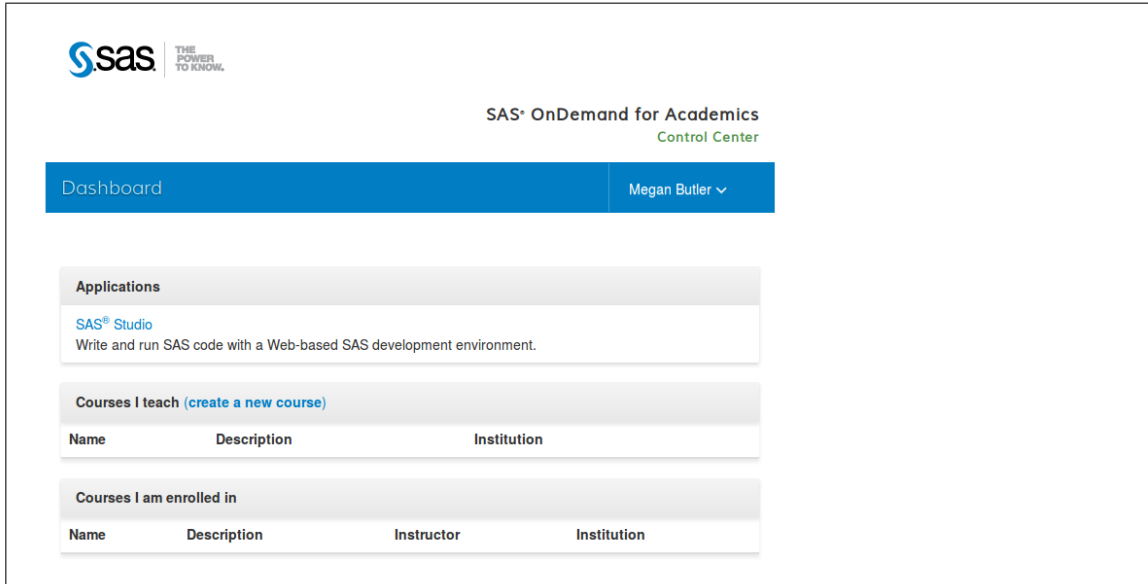 sas THE POWER TO KNOW.
SAS® OnDemand for Academics
Control Center
Dashboard Megan Butler
Applications
SAS® Studio
Write and run SAS code with a Web-based SAS development environment.
Courses I teach (create a new course)
Name Description Institution
Courses I am enrolled in
Name Description Instructor Institution